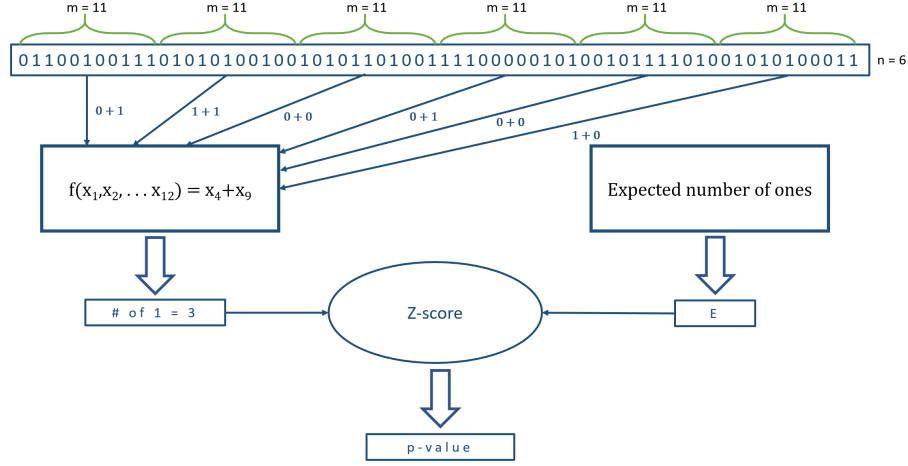 m = 11 m = 11 m = 11 m = 11 m = 11 m = 11
011001001110101010010010101101001111000001010010111101001010100011 n = 6
0 + 1 1 + 1 0 + 0 0 + 1 0 + 0 1 + 0
f(x₁,x₂, . . . x₁₂) = x₄+x₉ Expected number of ones
# of 1 = 3 Z-score E
p-value